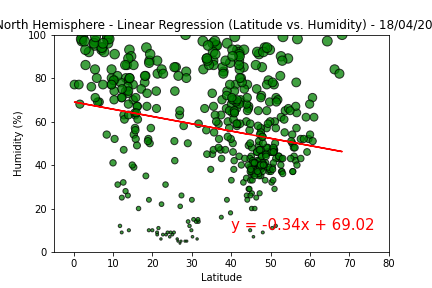 North Hemisphere - Linear Regression (Latitude vs. Humidity) - 18/04/20
Humidity (%)
100
80
60
40
20
0
y = -0.34x + 69.02
0 10 20 30 40 50 60 70 80
Latitude